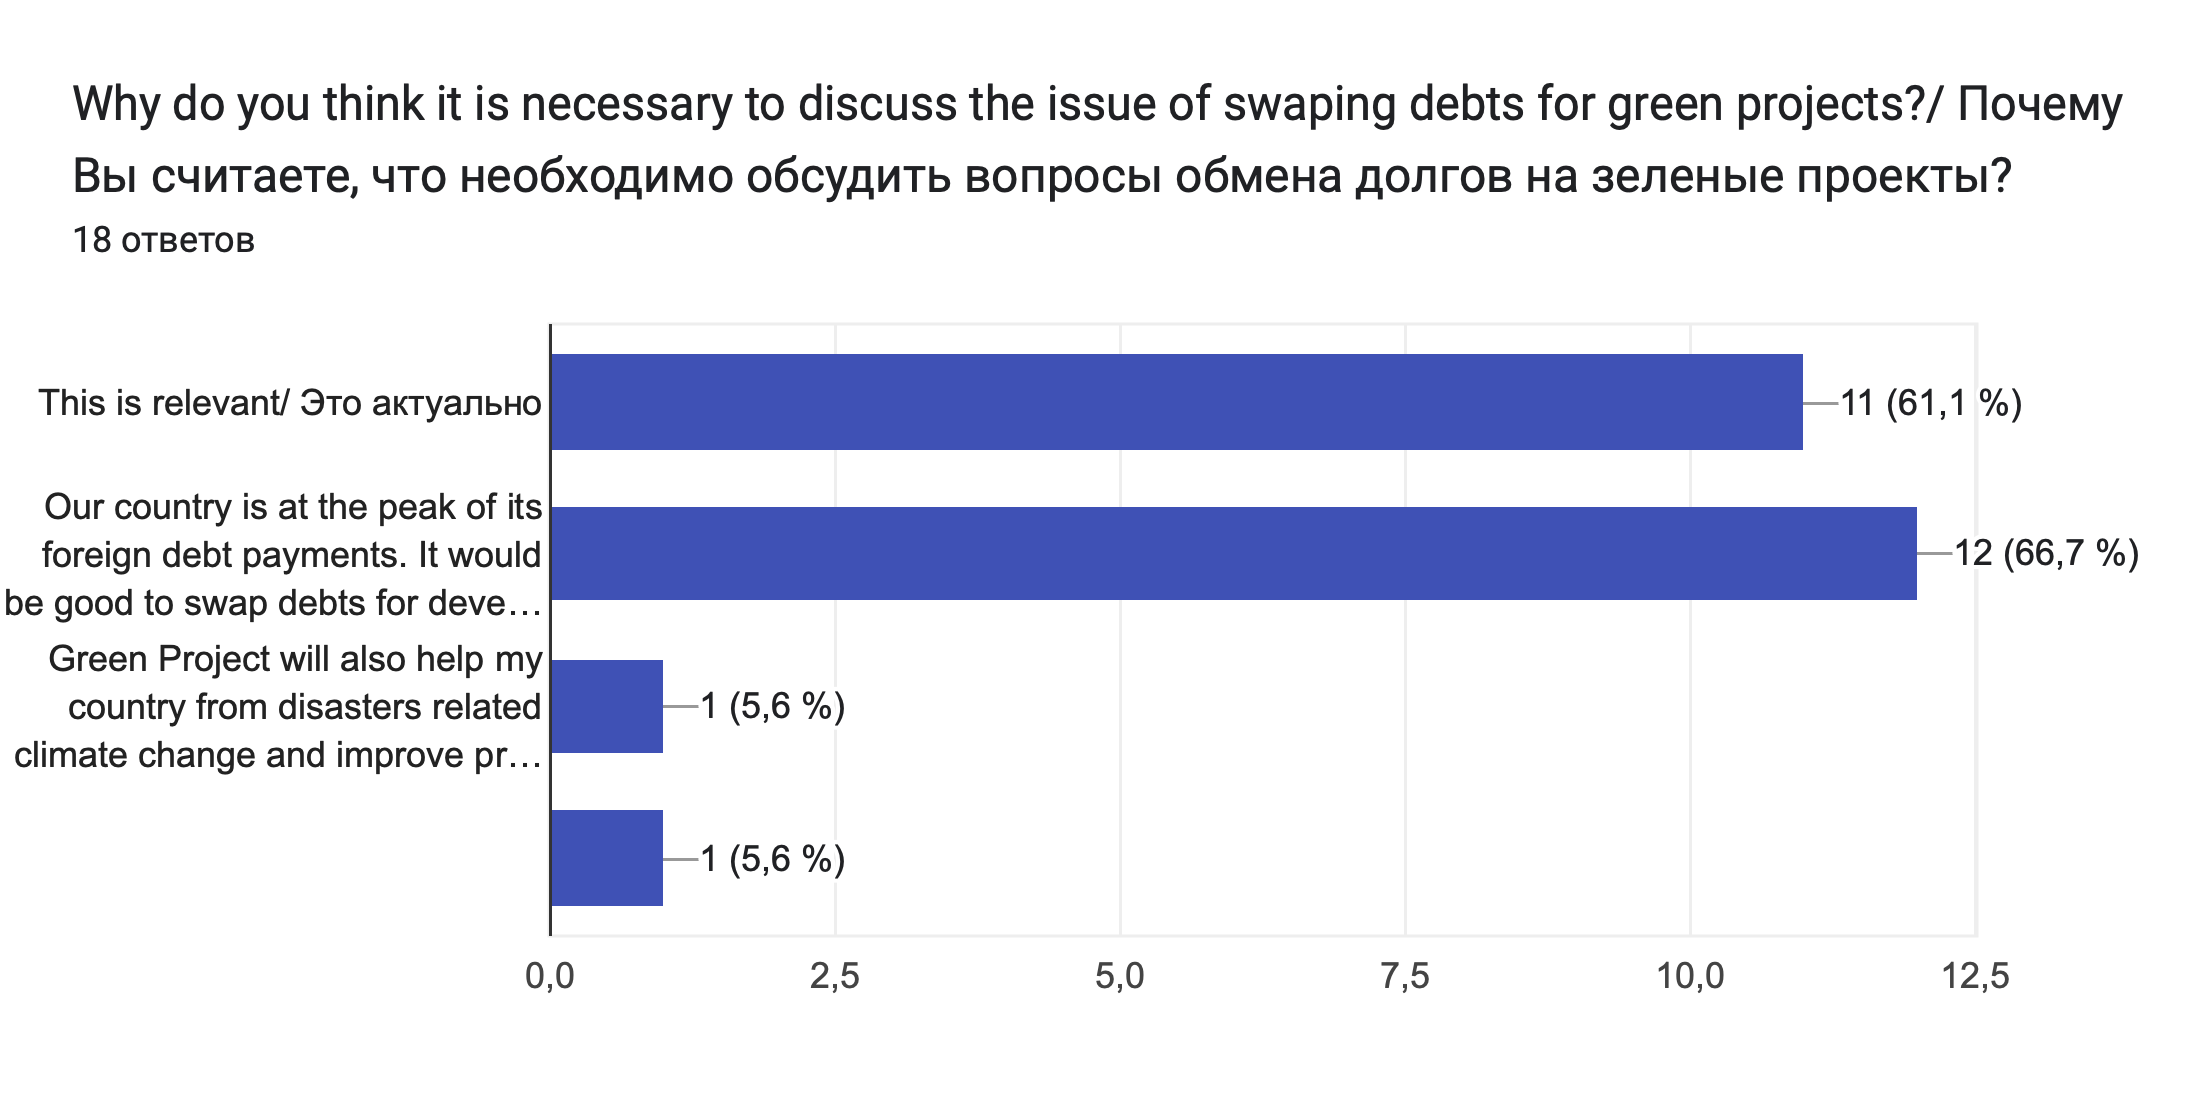 Why do you think it is necessary to discuss the issue of swaping debts for green projects?/ Почему
Вы считаете, что необходимо обсудить вопросы обмена долгов на зеленые проекты?
18 ответов
This is relevant/ Это актуально
11 (61,1 %)
Our country is at the peak of its
foreign debt payments. It would
be good to swap debts for deve…
12 (66,7 %)
Green Project will also help my
country from disasters related
climate change and improve pr…
1 (5,6 %)
1 (5,6 %)
0,0 2,5 5,0 7,5 10,0 12,5